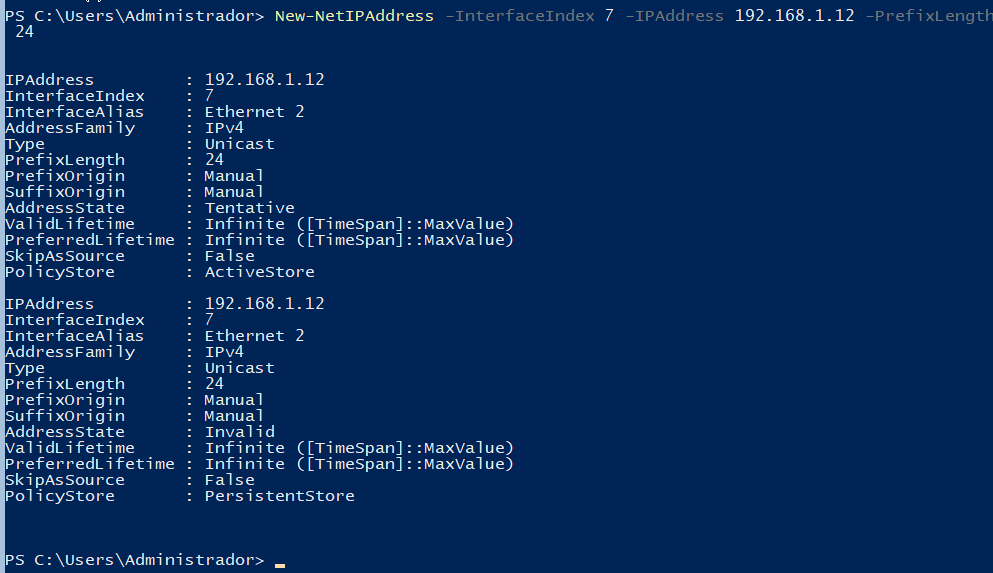 PS C:\Users\Administrador> New-NetIPAddress -InterfaceIndex 7 -IPAddress 192.168.1.12 -PrefixLength
24
IPAddress : 192.168.1.12
InterfaceIndex : 7
InterfaceAlias : Ethernet 2
AddressFamily : IPv4
Type : Unicast
PrefixLength : 24
PrefixOrigin : Manual
SuffixOrigin : Manual
AddressState : Tentative
ValidLifetime : Infinite ([TimeSpan]::MaxValue)
PreferredLifetime : Infinite ([TimeSpan]::MaxValue)
SkipAsSource : False
PolicyStore : ActiveStore
IPAddress : 192.168.1.12
InterfaceIndex : 7
InterfaceAlias : Ethernet 2
AddressFamily : IPv4
Type : Unicast
PrefixLength : 24
PrefixOrigin : Manual
SuffixOrigin : Manual
AddressState : Invalid
ValidLifetime : Infinite ([TimeSpan]::MaxValue)
PreferredLifetime : Infinite ([TimeSpan]::MaxValue)
SkipAsSource : False
PolicyStore : PersistentStore
PS C:\Users\Administrador>